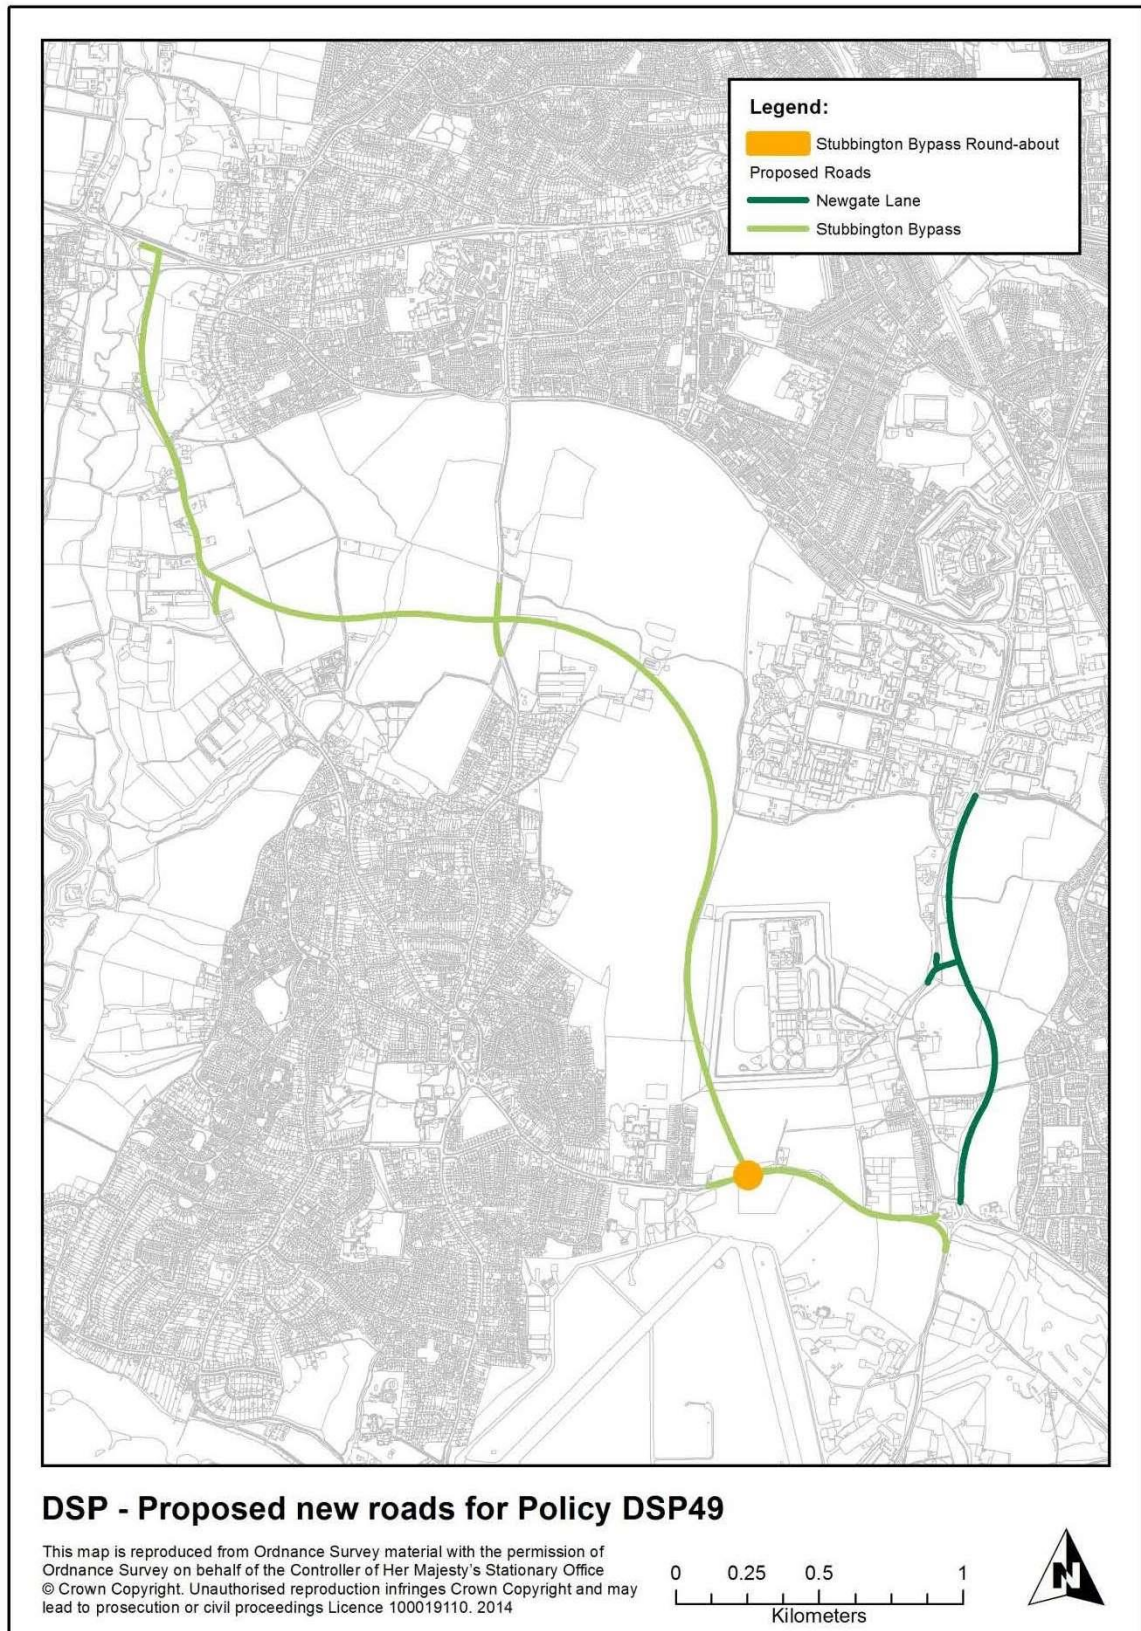 Legend:
Stubbington Bypass Round-about
Proposed Roads
Newgate Lane
Stubbington Bypass
DSP - Proposed new roads for Policy DSP49
This map is reproduced from Ordnance Survey material with the permission of
Ordnance Survey on behalf of the Controller of Her Majesty's Stationary Office
© Crown Copyright. Unauthorised reproduction infringes Crown Copyright and may
lead to prosecution or civil proceedings Licence 100019110. 2014
0 0.25 0.5 1
Kilometers
N